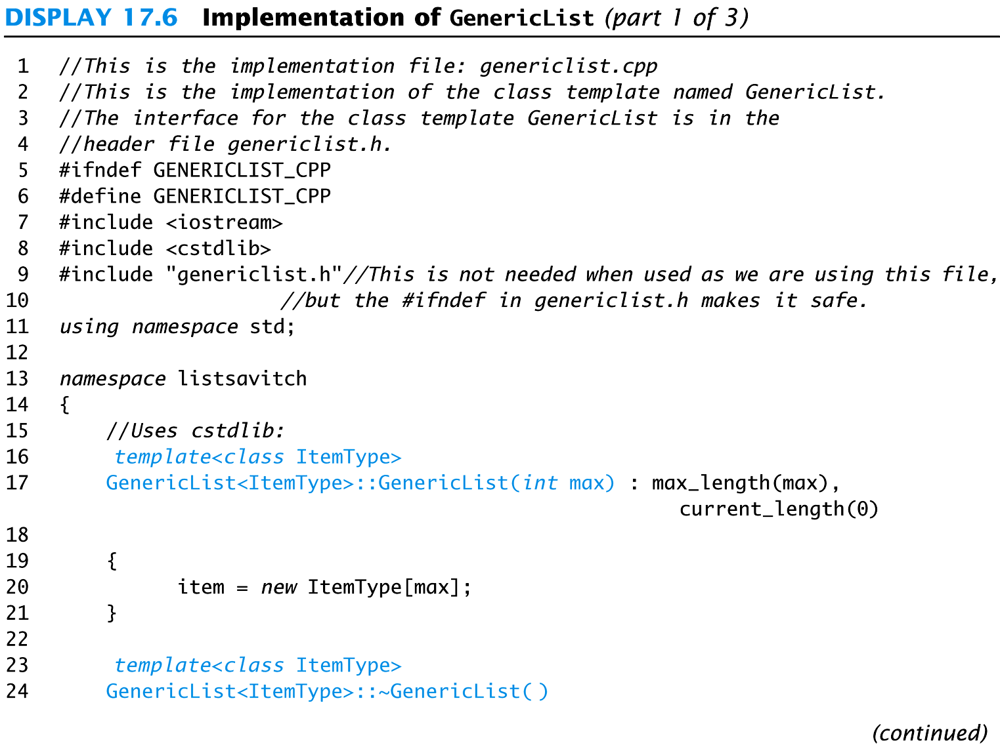 DISPLAY 17.6 Implementation of GenericList (part 1 of 3)
1 //This is the implementation file: genericlist.cpp
2 //This is the implementation of the class template named GenericList.
3 //The interface for the class template GenericList is in the
4 //header file genericlist.h.
5 #ifndef GENERICLIST_CPP
6 #define GENERICLIST_CPP
7 #include <iostream>
8 #include <cstdlib>
9 #include "genericlist.h"//This is not needed when used as we are using this file,
10 //but the #ifndef in genericlist.h makes it safe.
11 using namespace std;
12
13 namespace listsavitch
14 {
15 //Uses cstdlib:
16 template<class ItemType>
17 GenericList<ItemType>::GenericList(int max) : max_length(max),
current_length(0)
18
19 {
20 item = new ItemType[max];
21 }
22
23 template<class ItemType>
24 GenericList<ItemType>::~GenericList( )
(continued)